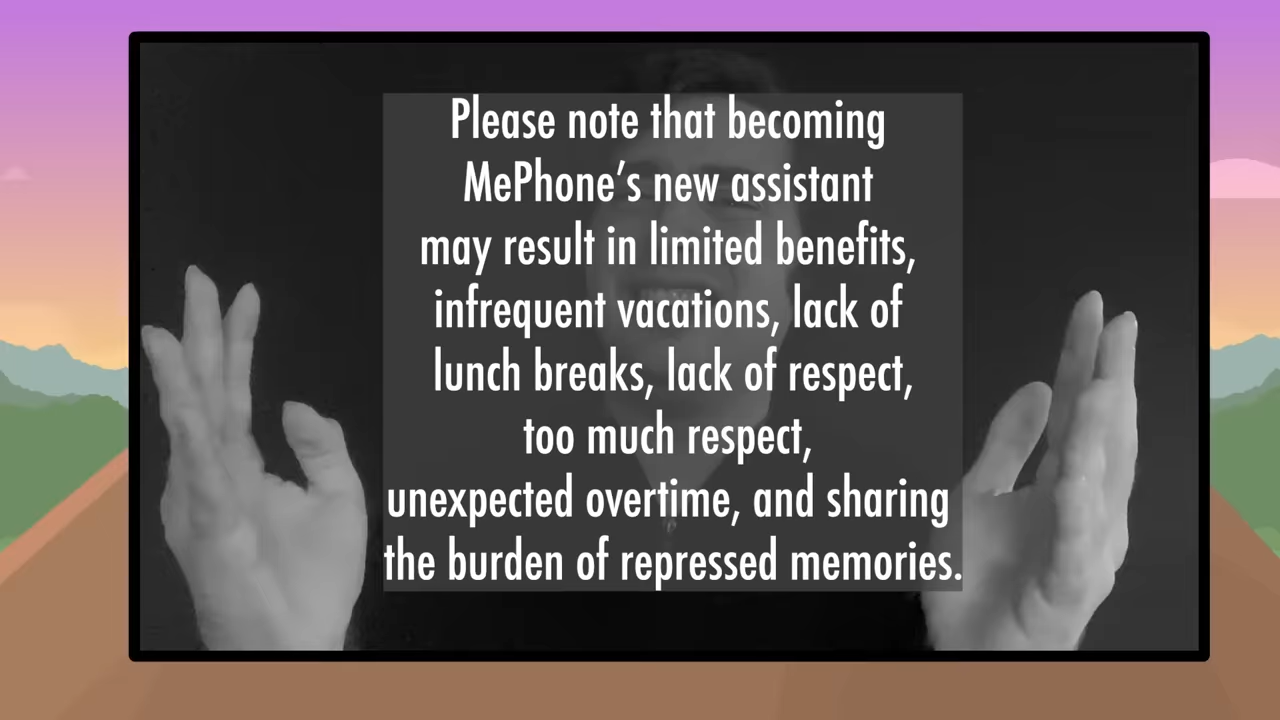 Please note that becoming
MePhone’s new assistant
may result in limited benefits,
infrequent vacations, lack of
lunch breaks, lack of respect,
too much respect,
unexpected overtime, and sharing
the burden of repressed memories.